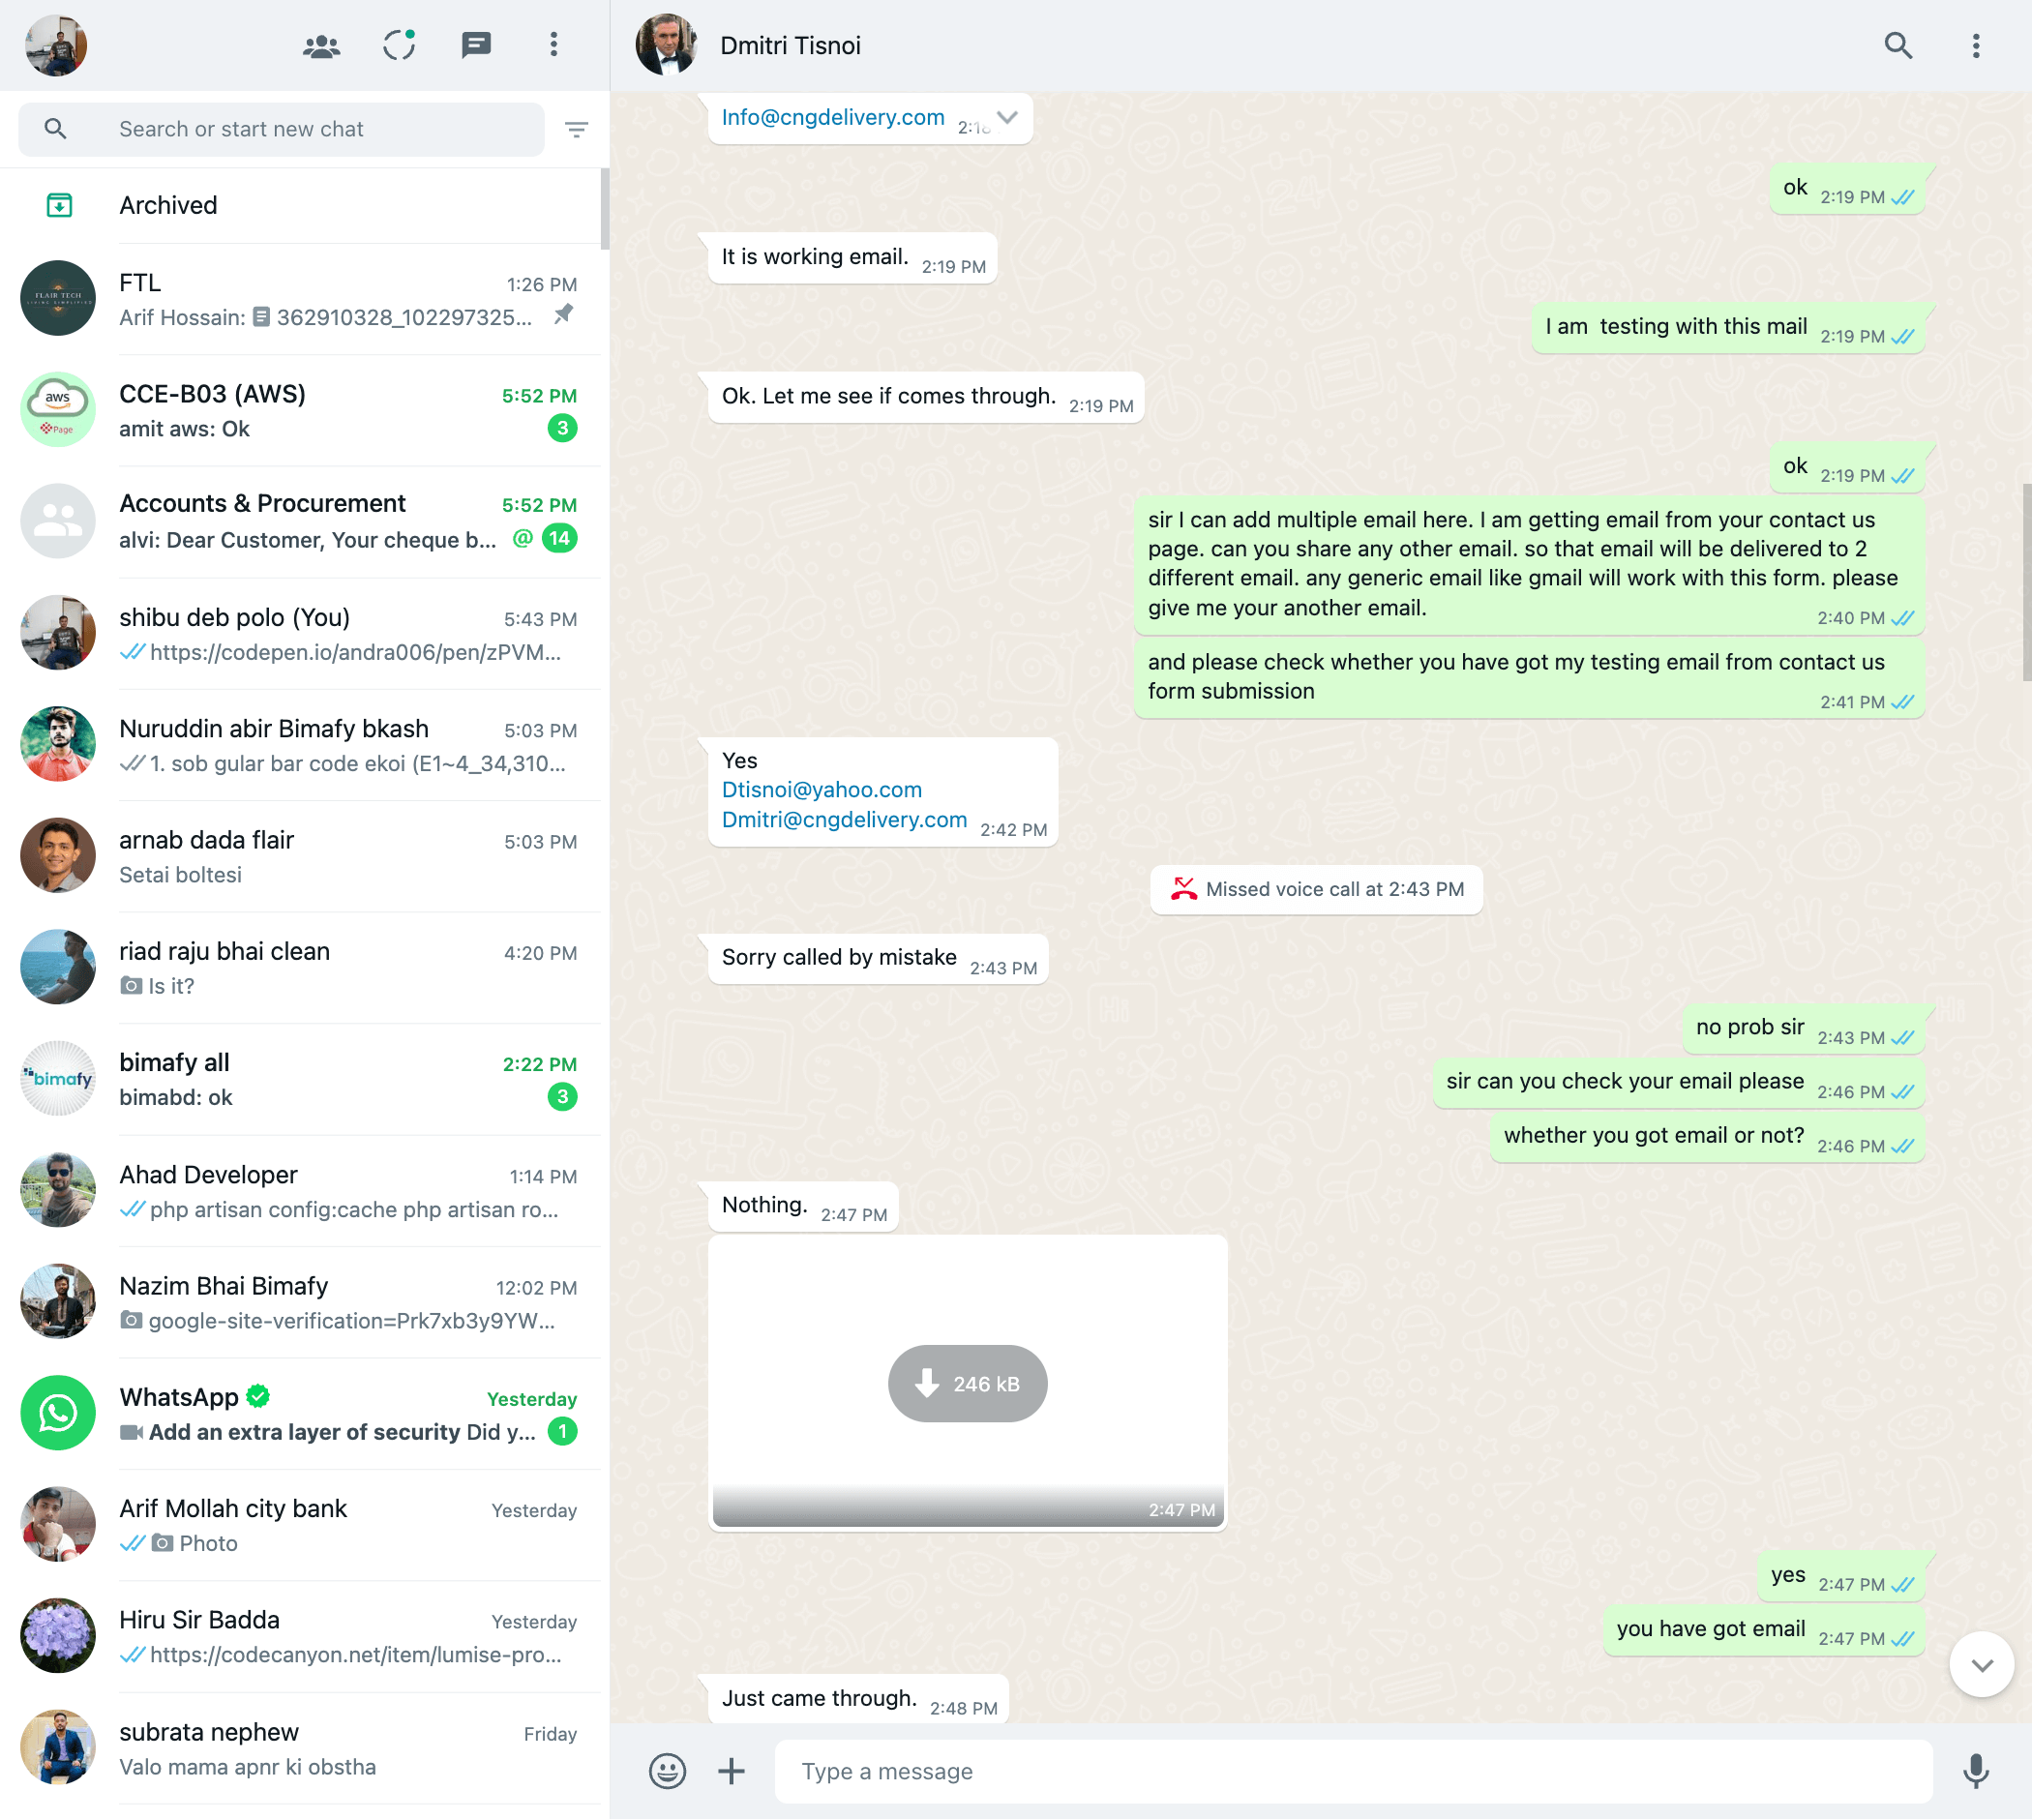 Search or start new chat
Archived
FTL
1:26 PM
Arif Hossain: 362910328_102297325...
CCE-B03 (AWS)
5:52 PM
amit aws: Ok
3
aws
Page
Accounts & Procurement
5:52 PM
alvi: Dear Customer, Your cheque b...
@ 14
shibu deb polo (You)
5:43 PM
https://codepen.io/andra006/pen/zPVM...
Nuruddin abir Bimafy bkash
5:03 PM
1. sob gular bar code ekoi (E1~4_34,310...
arnab dada flair
5:03 PM
Setai boltesi
riad raju bhai clean
4:20 PM
Is it?
bimafy all
2:22 PM
bimabd: ok
3
bimafy
Ahad Developer
1:14 PM
php artisan config:cache php artisan ro...
Nazim Bhai Bimafy
12:02 PM
google-site-verification=Prk7xb3y9YW...
WhatsApp
Yesterday
Add an extra layer of security Did y...
1
Arif Mollah city bank
Yesterday
Photo
Hiru Sir Badda
Yesterday
https://codecanyon.net/item/lumise-pro...
subrata nephew
Friday
Valo mama apnr ki obstha
Dmitri Tisnoi
Info@cngdelivery.com
ok 2:19 PM
It is working email. 2:19 PM
I am  testing with this mail 2:19 PM
Ok. Let me see if comes through. 2:19 PM
ok 2:19 PM
sir I can add multiple email here. I am getting email from your contact us
page. can you share any other email. so that email will be delivered to 2
different email. any generic email like gmail will work with this form. please
give me your another email.
2:40 PM
and please check whether you have got my testing email from contact us
form submission
2:41 PM
Yes
Dtisnoi@yahoo.com
Dmitri@cngdelivery.com 2:42 PM
Missed voice call at 2:43 PM
Sorry called by mistake 2:43 PM
no prob sir 2:43 PM
sir can you check your email please 2:46 PM
whether you got email or not? 2:46 PM
Nothing. 2:47 PM
246 kB
2:47 PM
yes 2:47 PM
you have got email 2:47 PM
Just came through. 2:48 PM
Type a message